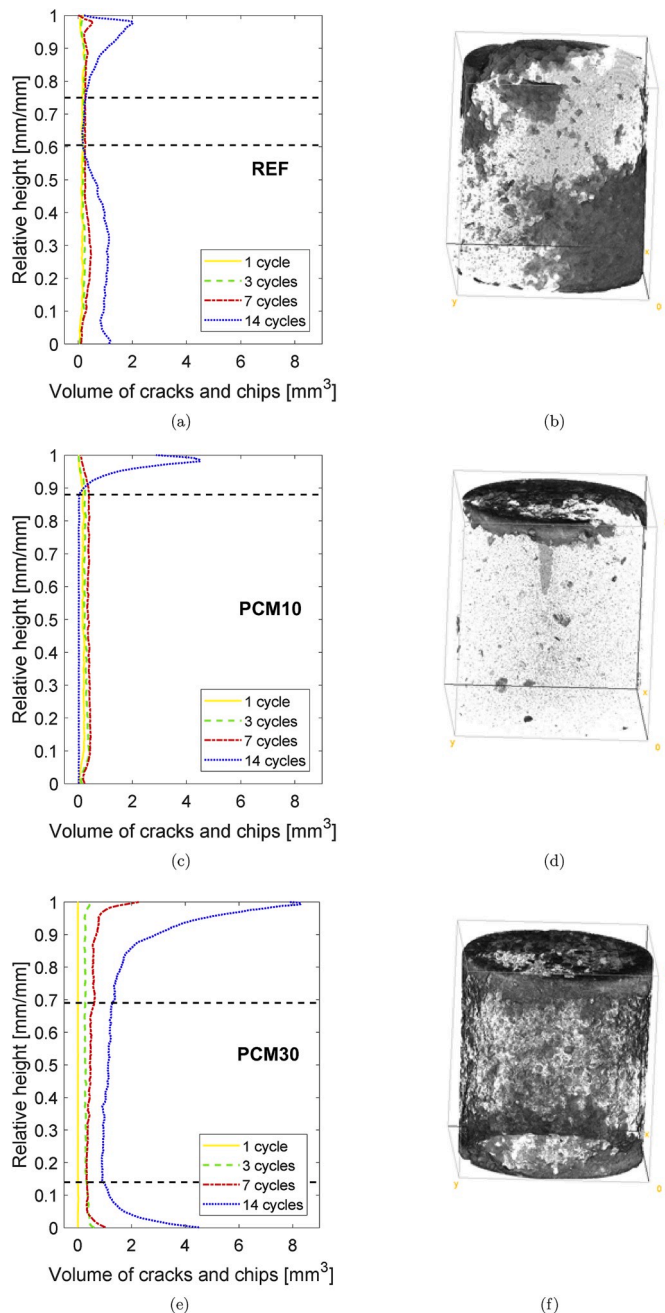 1
0.9
0.8
0.7
0.6
0.5
0.4
0.3
0.2
0.1
0
Relative height [mm/mm]
REF
1 cycle
3 cycles
7 cycles
14 cycles
0 2 4 6 8
Volume of cracks and chips [mm³]
(a)
x
y
0
(b)
1
0.9
0.8
0.7
0.6
0.5
0.4
0.3
0.2
0.1
0
Relative height [mm/mm]
PCM10
1 cycle
3 cycles
7 cycles
14 cycles
0 2 4 6 8
Volume of cracks and chips [mm³]
(c)
x
y
0
(d)
1
0.9
0.8
0.7
0.6
0.5
0.4
0.3
0.2
0.1
0
Relative height [mm/mm]
PCM30
1 cycle
3 cycles
7 cycles
14 cycles
0 2 4 6 8
Volume of cracks and chips [mm³]
(e)
x
y
0
(f)